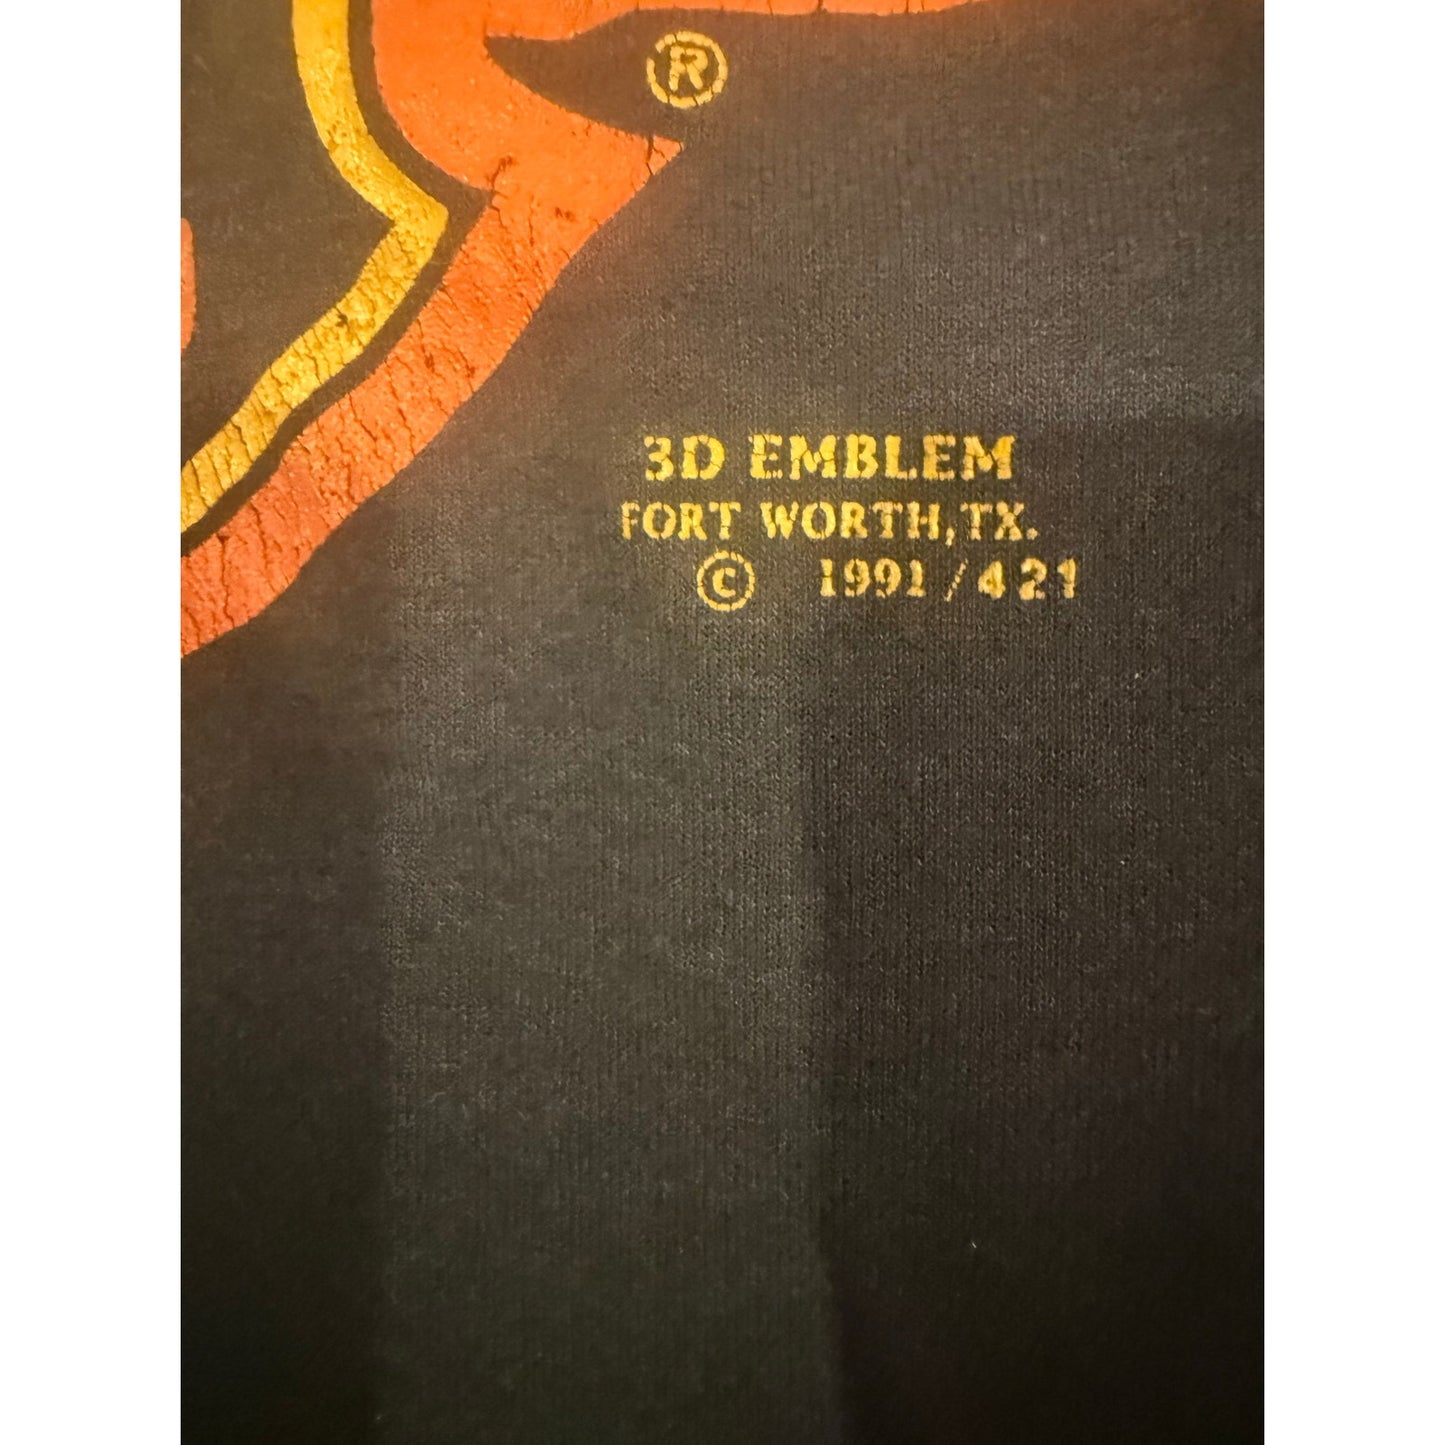 ®
3D EMBLEM
FORT WORTH, TX.
© 1991/421